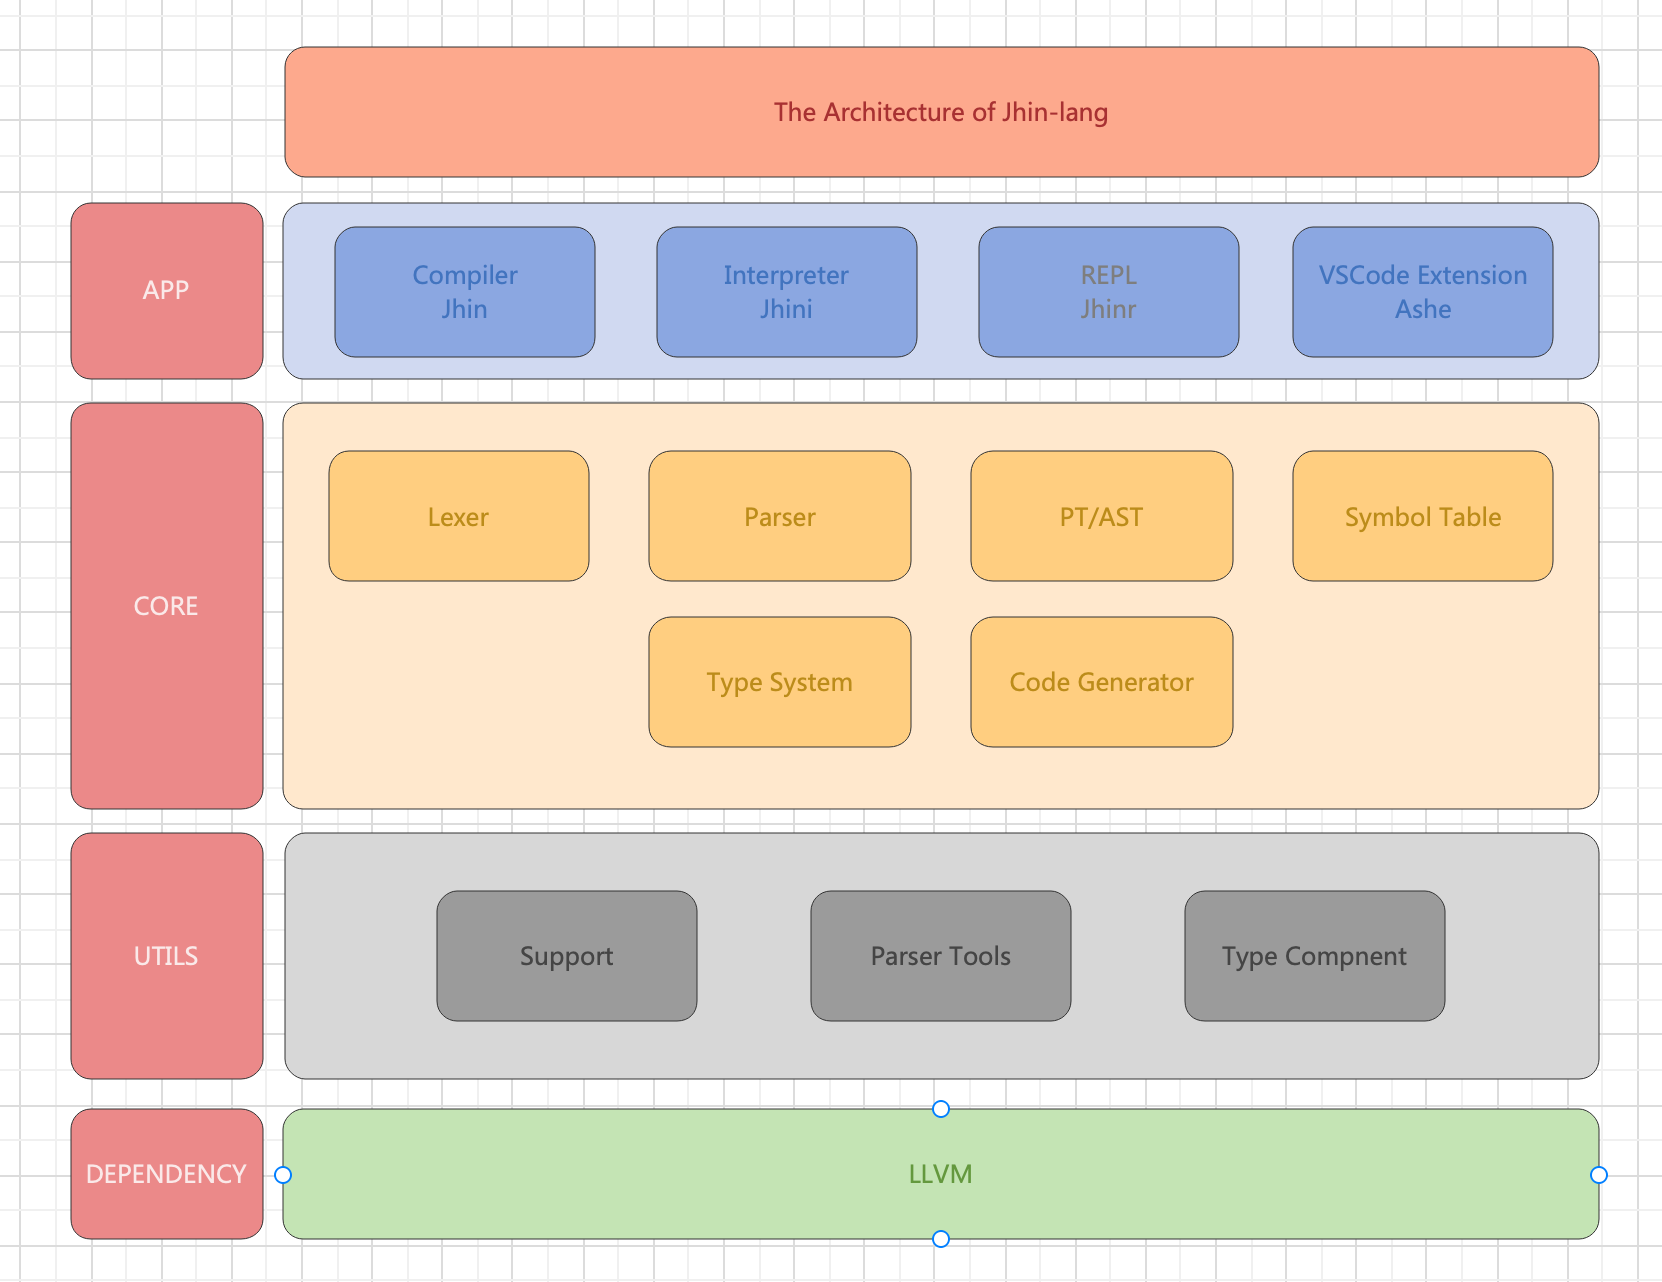 The Architecture of Jhin-lang
APP
Compiler
Jhin
Interpreter
Jhini
REPL
Jhinr
VSCode Extension
Ashe
CORE
Lexer
Parser
PT/AST
Symbol Table
Type System
Code Generator
UTILS
Support
Parser Tools
Type Compnent
DEPENDENCY
LLVM